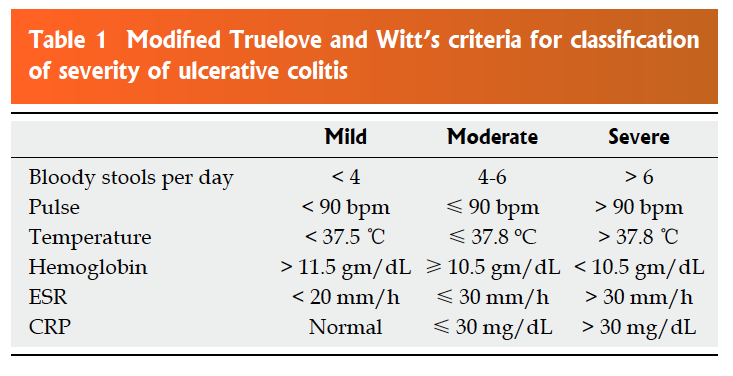 Table 1 Modified Truelove and Witt's criteria for classification
of severity of ulcerative colitis
Mild Moderate Severe
Bloody stools per day < 4 4-6 > 6
Pulse < 90 bpm ⩽ 90 bpm > 90 bpm
Temperature < 37.5 ℃ ⩽ 37.8 ºC > 37.8 ℃
Hemoglobin > 11.5 gm/dL ⩾ 10.5 gm/dL < 10.5 gm/dL
ESR < 20 mm/h ⩽ 30 mm/h > 30 mm/h
CRP Normal ⩽ 30 mg/dL > 30 mg/dL